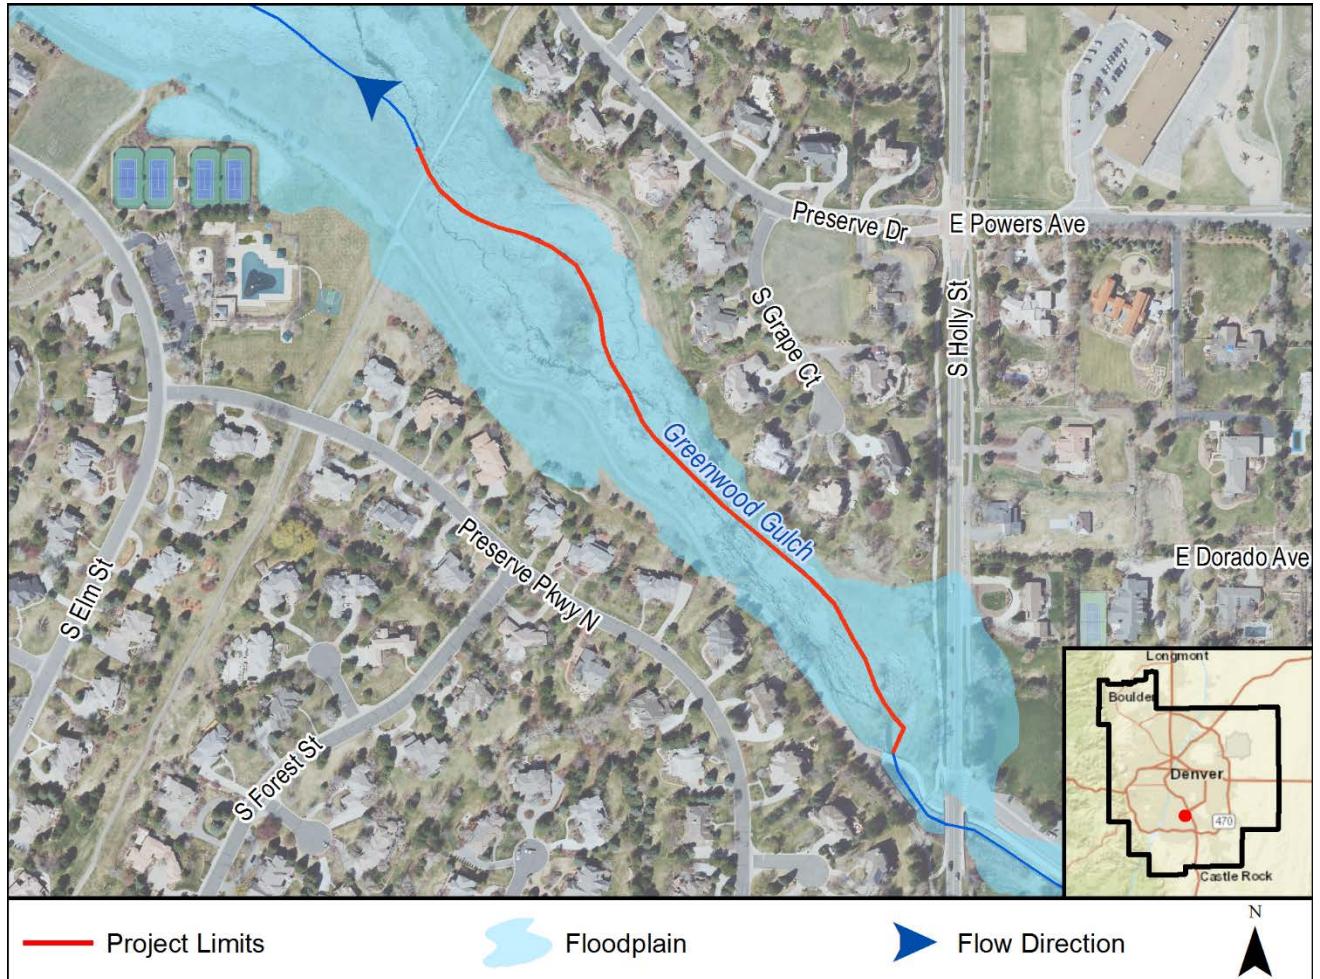 Preserve Dr
E Powers Ave
S Grape Ct
S Holly St
Greenwood Gulch
E Dorado Ave
S Elm St
Preserve Pkwy N
S Forest St
Longmont
Boulder
Denver
470
Castle Rock
Project Limits
Floodplain
Flow Direction
N